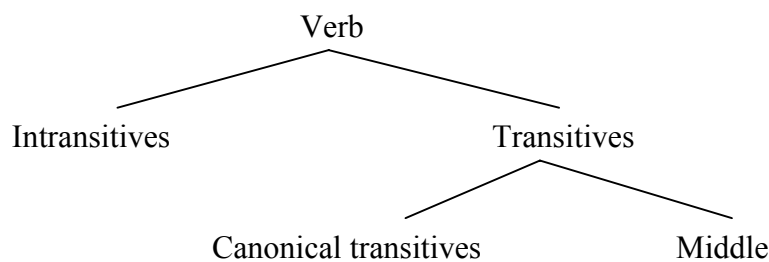 Verb
Intransitives Transitives
Canonical transitives Middle